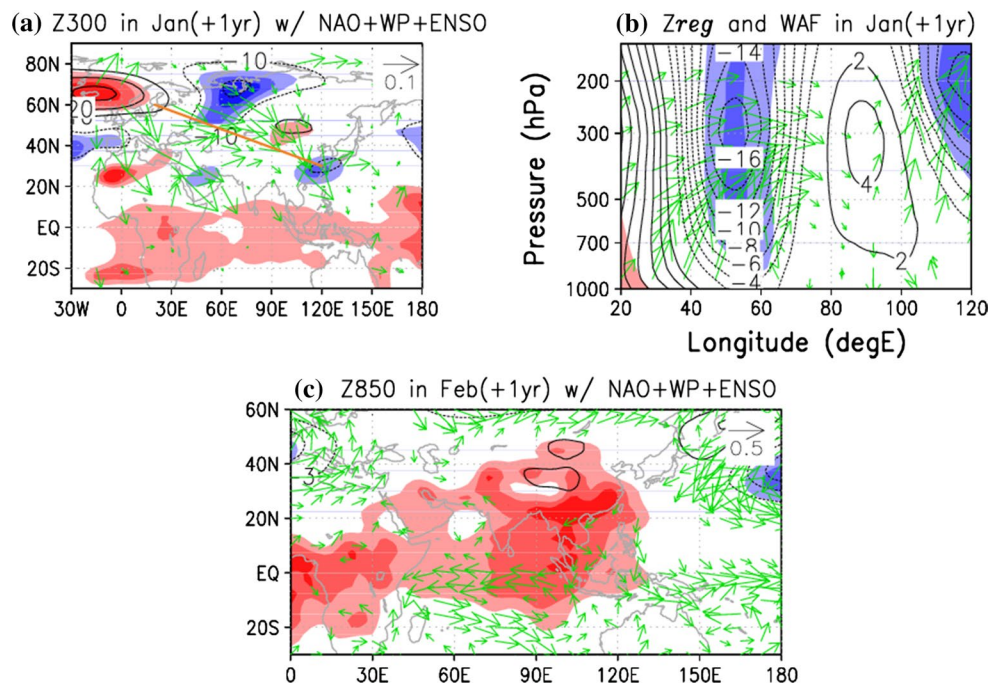 (a) Z300 in Jan(+1yr) w/ NAO+WP+ENSO
80N
60N
40N
20N
EQ
20S
30W 0 30E 60E 90E 120E 150E 180
-10
0.1
20
10
(b) Zreg and WAF in Jan(+1yr)
Pressure (hPa)
200
300
500
700
1000
20 40 60 80 100 120
Longitude (degE)
-14
-16
-12
-10
-8
-6
-4
2
4
2
(c) Z850 in Feb(+1yr) w/ NAO+WP+ENSO
60N
40N
20N
EQ
20S
0 30E 60E 90E 120E 150E 180
3
0.5